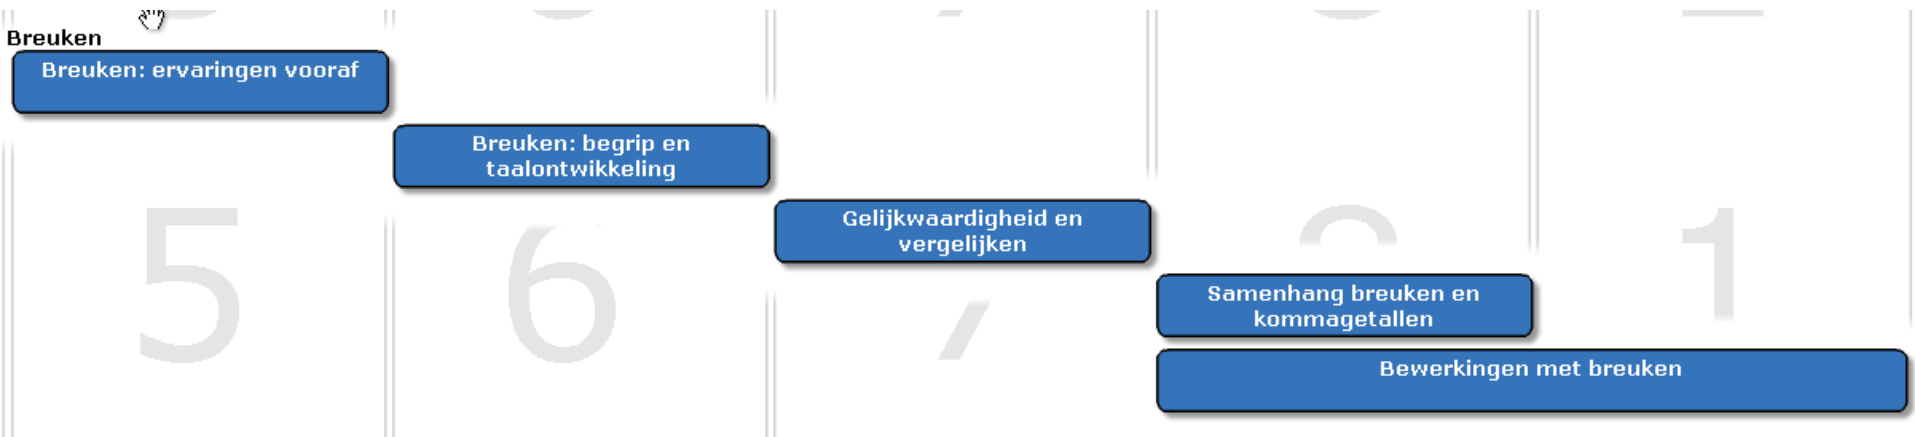 Breuken
Breuken: ervaringen vooraf
Breuken: begrip en
taalontwikkeling
Gelijkwaardigheid en
vergelijken
Samenhang breuken en
kommagetallen
Bewerkingen met breuken
5
6
7
1